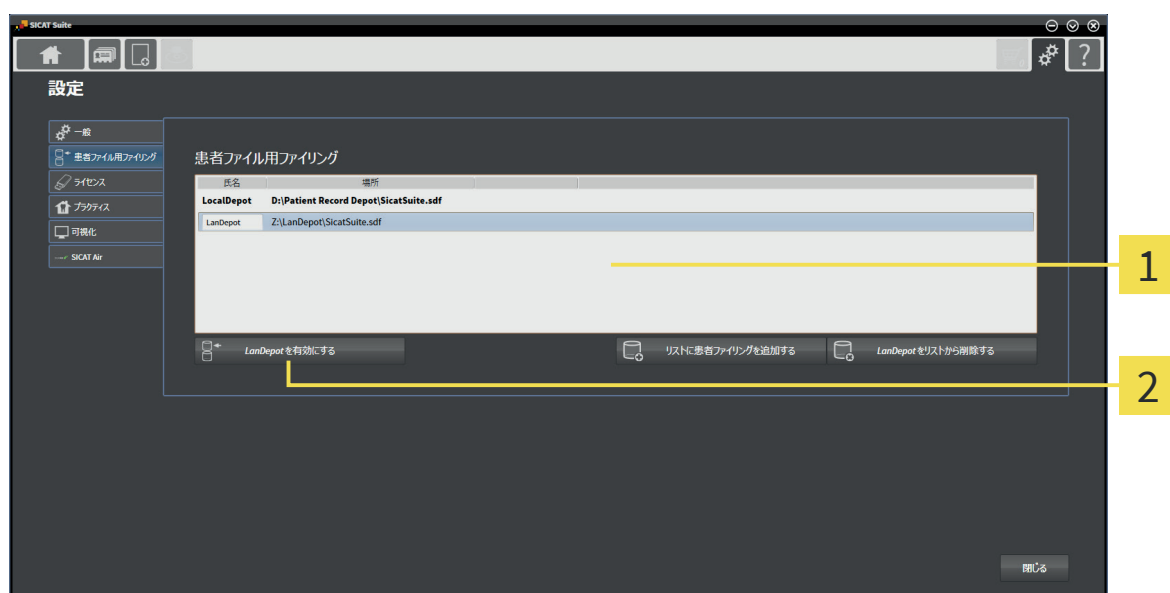 SICAT Suite
?
設定
一般
患者ファイル用ファイリング
ライセンス
プラクティス
可視化
SICAT Air
患者ファイル用ファイリング
氏名 場所
LocalDepot D:\Patient Record Depot\SicatSuite.sdf
LanDepot Z:\LanDepot\SicatSuite.sdf
LanDepotを有効にする リストに患者ファイリングを追加する LanDepotをリストから削除する
1
2
閉じる